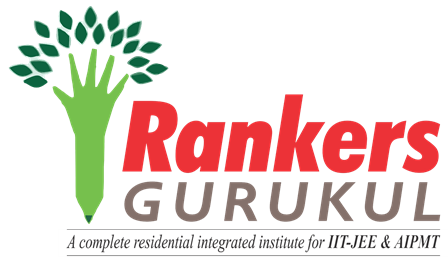 Rankers
GURUKUL
A complete residential integrated institute for IIT-JEE & AIPMT